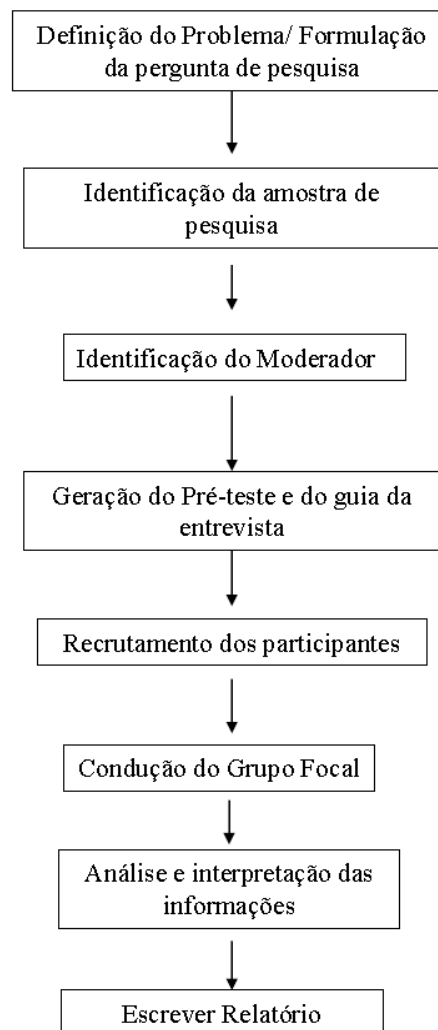 Definição do Problema/ Formulação
da pergunta de pesquisa
Identificação da amostra de
pesquisa
Identificação do Moderador
Geração do Pré-teste e do guia da
entrevista
Recrutamento dos participantes
Condução do Grupo Focal
Análise e interpretação das
informações
Escrever Relatório